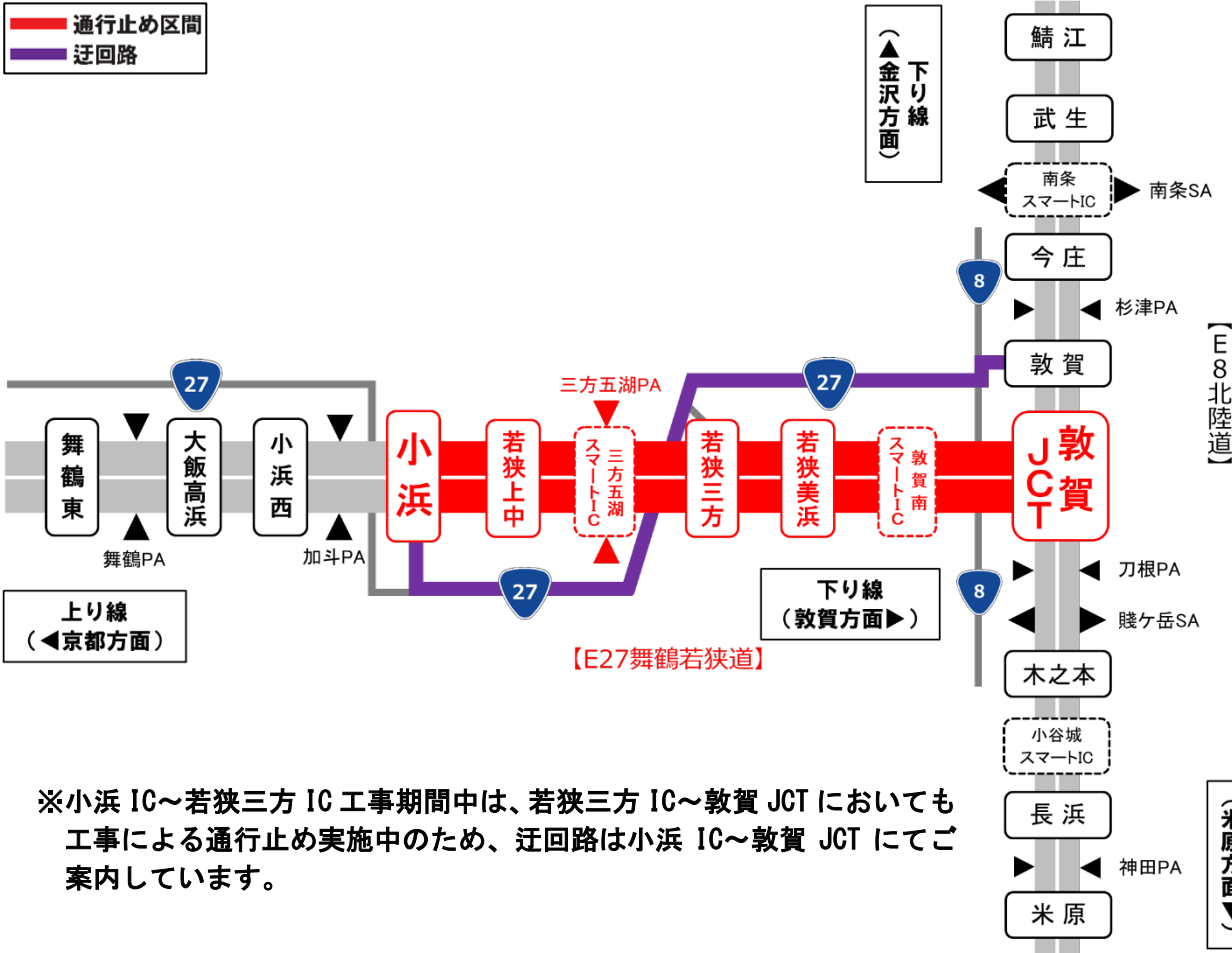 通行止め区間
迂回路
下り線
(▲金沢方面)
鯖江
武生
南条
スマートIC
南条SA
今庄
8
杉津PA
敦賀
【E8北陸道】
27
三方五湖PA
27
舞鶴東
大飯高浜
小浜西
小浜
若狭上中
三方五湖
スマートIC
若狭三方
若狭美浜
敦賀南
スマートIC
敦賀
JCT
舞鶴PA
加斗PA
27
8
刀根PA
賤ケ岳SA
上り線
(◀京都方面)
下り線
(敦賀方面▶)
【E27舞鶴若狭道】
木之本
小谷城
スマートIC
長浜
(米原方面▼)
神田PA
米原
※小浜 IC～若狭三方 IC 工事期間中は、若狭三方 IC～敦賀 JCT においても
工事による通行止め実施中のため、迂回路は小浜 IC～敦賀 JCT にてご
案内しています。